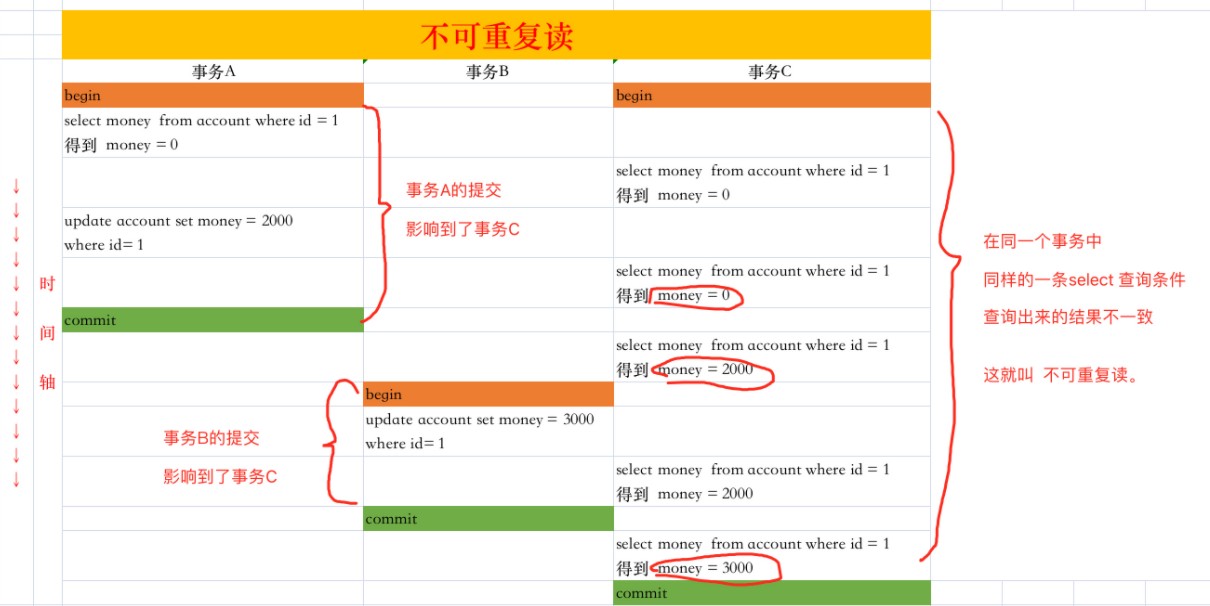 不可重复读
事务A
事务B
事务C
begin
begin
select money from account where id = 1
得到 money = 0
select money from account where id = 1
得到 money = 0
事务A的提交
影响到了事务C
update account set money = 2000
where id= 1
在同一个事务中
同样的一条select 查询条件
查询出来的结果不一致
这就叫 不可重复读。
select money from account where id = 1
得到 money = 0
时
间
轴
commit
select money from account where id = 1
得到 money = 2000
begin
update account set money = 3000
where id= 1
事务B的提交
影响到了事务C
select money from account where id = 1
得到 money = 2000
commit
select money from account where id = 1
得到 money = 3000
commit